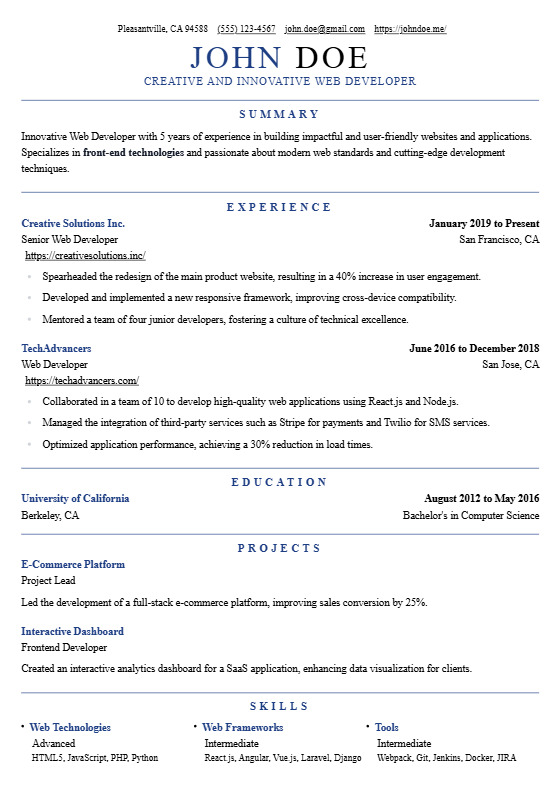 Pleasantville, CA 94588 (555) 123-4567 john.doe@gmail.com https://johndoe.me/
JOHN DOE
CREATIVE AND INNOVATIVE WEB DEVELOPER
SUMMARY
Innovative Web Developer with 5 years of experience in building impactful and user-friendly websites and applications.
Specializes in front-end technologies and passionate about modern web standards and cutting-edge development
techniques.
EXPERIENCE
Creative Solutions Inc. January 2019 to Present
Senior Web Developer San Francisco, CA
https://creativesolutions.inc/
Spearheaded the redesign of the main product website, resulting in a 40% increase in user engagement.
Developed and implemented a new responsive framework, improving cross-device compatibility.
Mentored a team of four junior developers, fostering a culture of technical excellence.
TechAdvancers June 2016 to December 2018
Web Developer San Jose, CA
https://techadvancers.com/
Collaborated in a team of 10 to develop high-quality web applications using React.js and Node.js.
Managed the integration of third-party services such as Stripe for payments and Twilio for SMS services.
Optimized application performance, achieving a 30% reduction in load times.
EDUCATION
University of California August 2012 to May 2016
Berkeley, CA Bachelor's in Computer Science
PROJECTS
E-Commerce Platform
Project Lead
Led the development of a full-stack e-commerce platform, improving sales conversion by 25%.
Interactive Dashboard
Frontend Developer
Created an interactive analytics dashboard for a SaaS application, enhancing data visualization for clients.
SKILLS
• Web Technologies • Web Frameworks • Tools
Advanced Intermediate Intermediate
HTML5, JavaScript, PHP, Python React.js, Angular, Vue.js, Laravel, Django Webpack, Git, Jenkins, Docker, JIRA